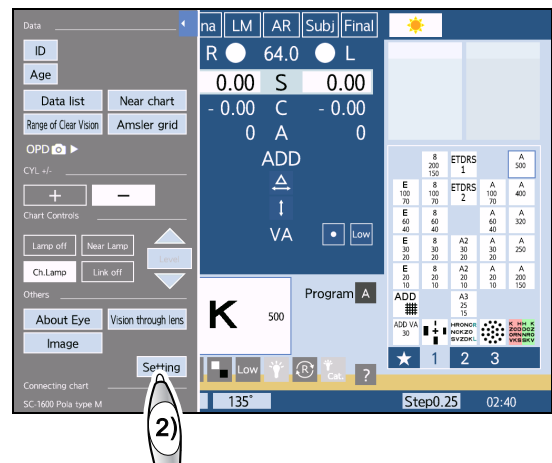 Data
ID
Age
Data list Near chart
Range of Clear Vision Amsler grid
OPD
CYL +/-
+ −
Chart Controls
Lamp off Near Lamp Level
Ch.Lamp Link off
Others
About Eye Vision through lens
Image
Setting
Connecting chart
SC-1600 Pola type M
2)
na LM AR Subj Final
R 64.0 L
0.00 S 0.00
- 0.00 C - 0.00
0 A 0
ADD
VA Low
Program A
K 500
Low R Cat. ?
135°
8 200 150 ETDRS 1 A 500
E 100 70 8 100 70 ETDRS 2 A 100 70 A 400
E 60 40 8 60 40 A 60 40 A 320
E 30 20 8 30 20 A2 30 20 A 30 20 A 250
E 20 10 8 20 10 A2 20 10 A 20 10 A 200 150
ADD A3 25 15
ADD VA 30 HRONCK NCKZO SVZDKL
★ 1 2 3
Step0.25 02:40